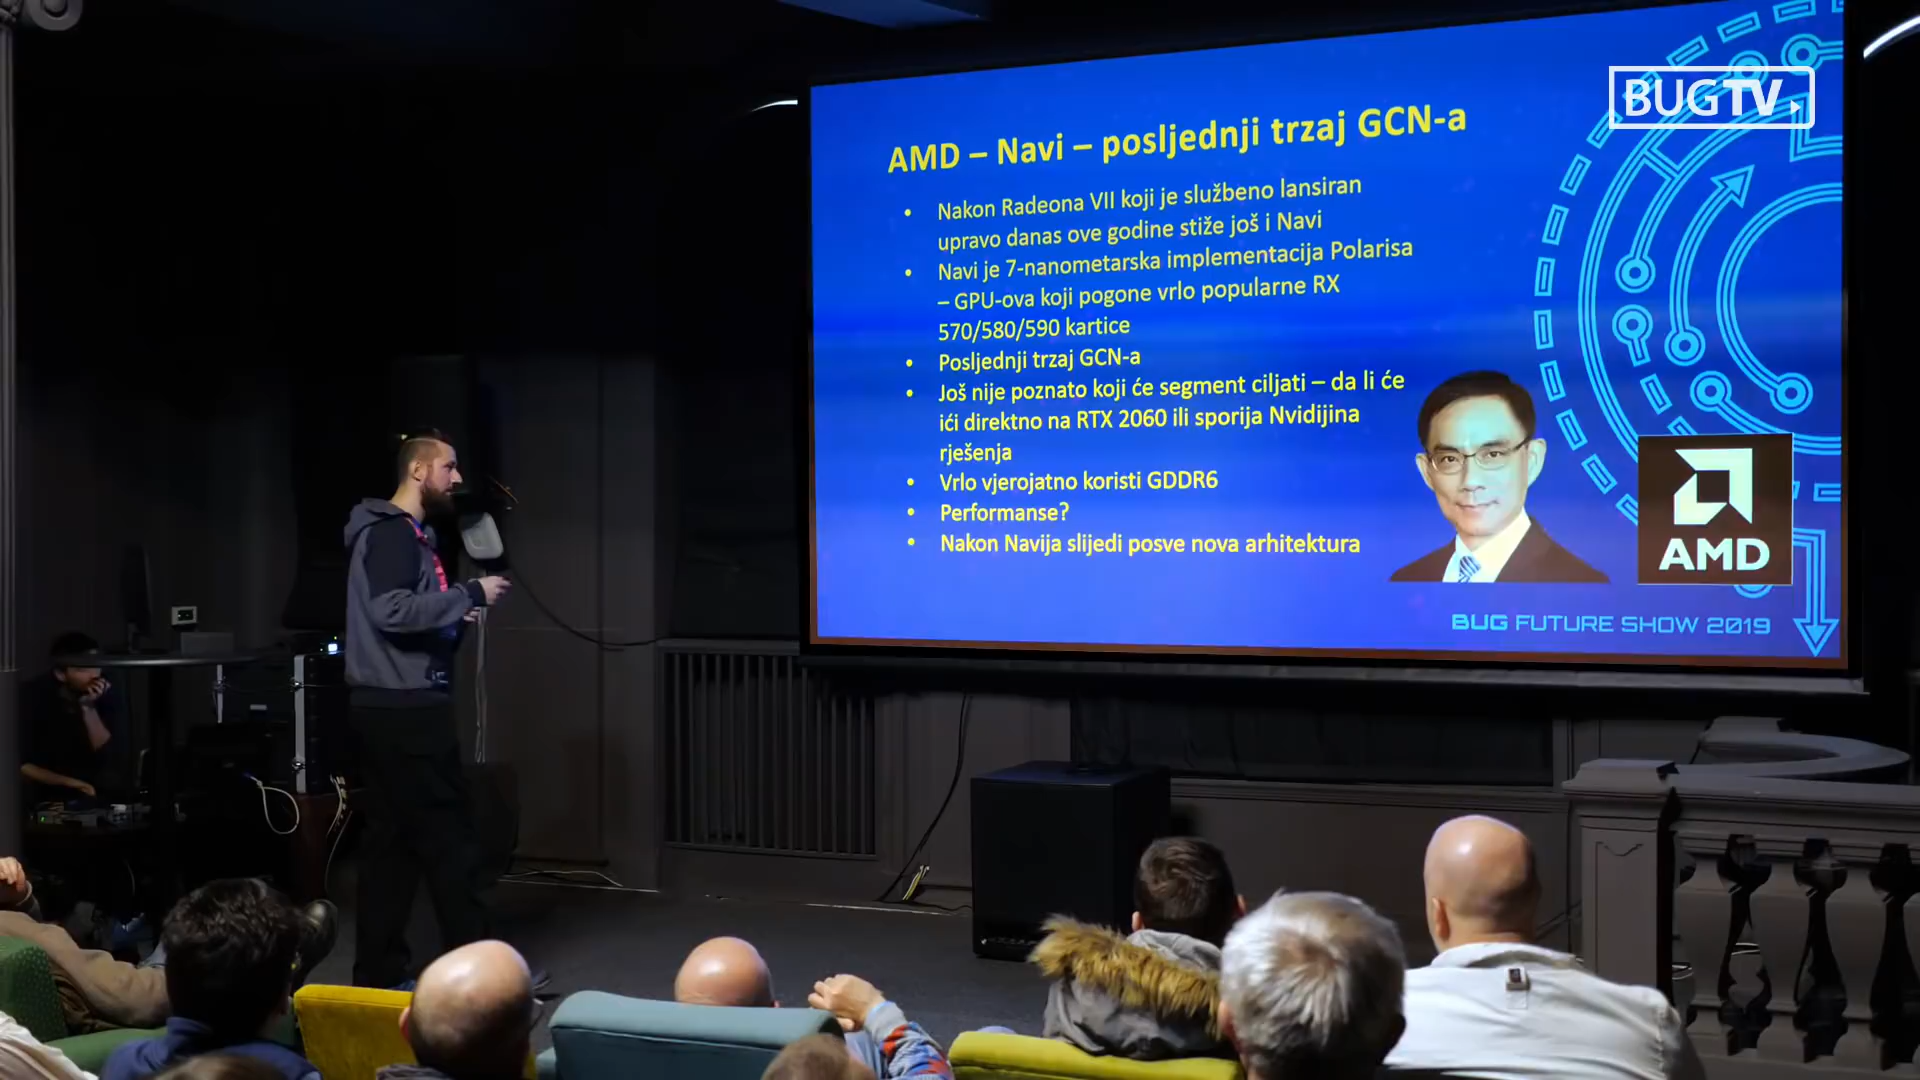 BUGTV
AMD – Navi – posljednji trzaj GCN-a
• Nakon Radeona VII koji je službeno lansiran
upravo danas ove godine stiže još i Navi
• Navi je 7-nanometarska implementacija Polarisa
– GPU-ova koji pogone vrlo popularne RX
570/580/590 kartice
• Posljednji trzaj GCN-a
• Još nije poznato koji će segment ciljati – da li će
ići direktno na RTX 2060 ili sporija Nvidijina
rješenja
• Vrlo vjerojatno koristi GDDR6
• Performanse?
• Nakon Navija slijedi posve nova arhitektura
AMD
BUG FUTURE SHOW 2019